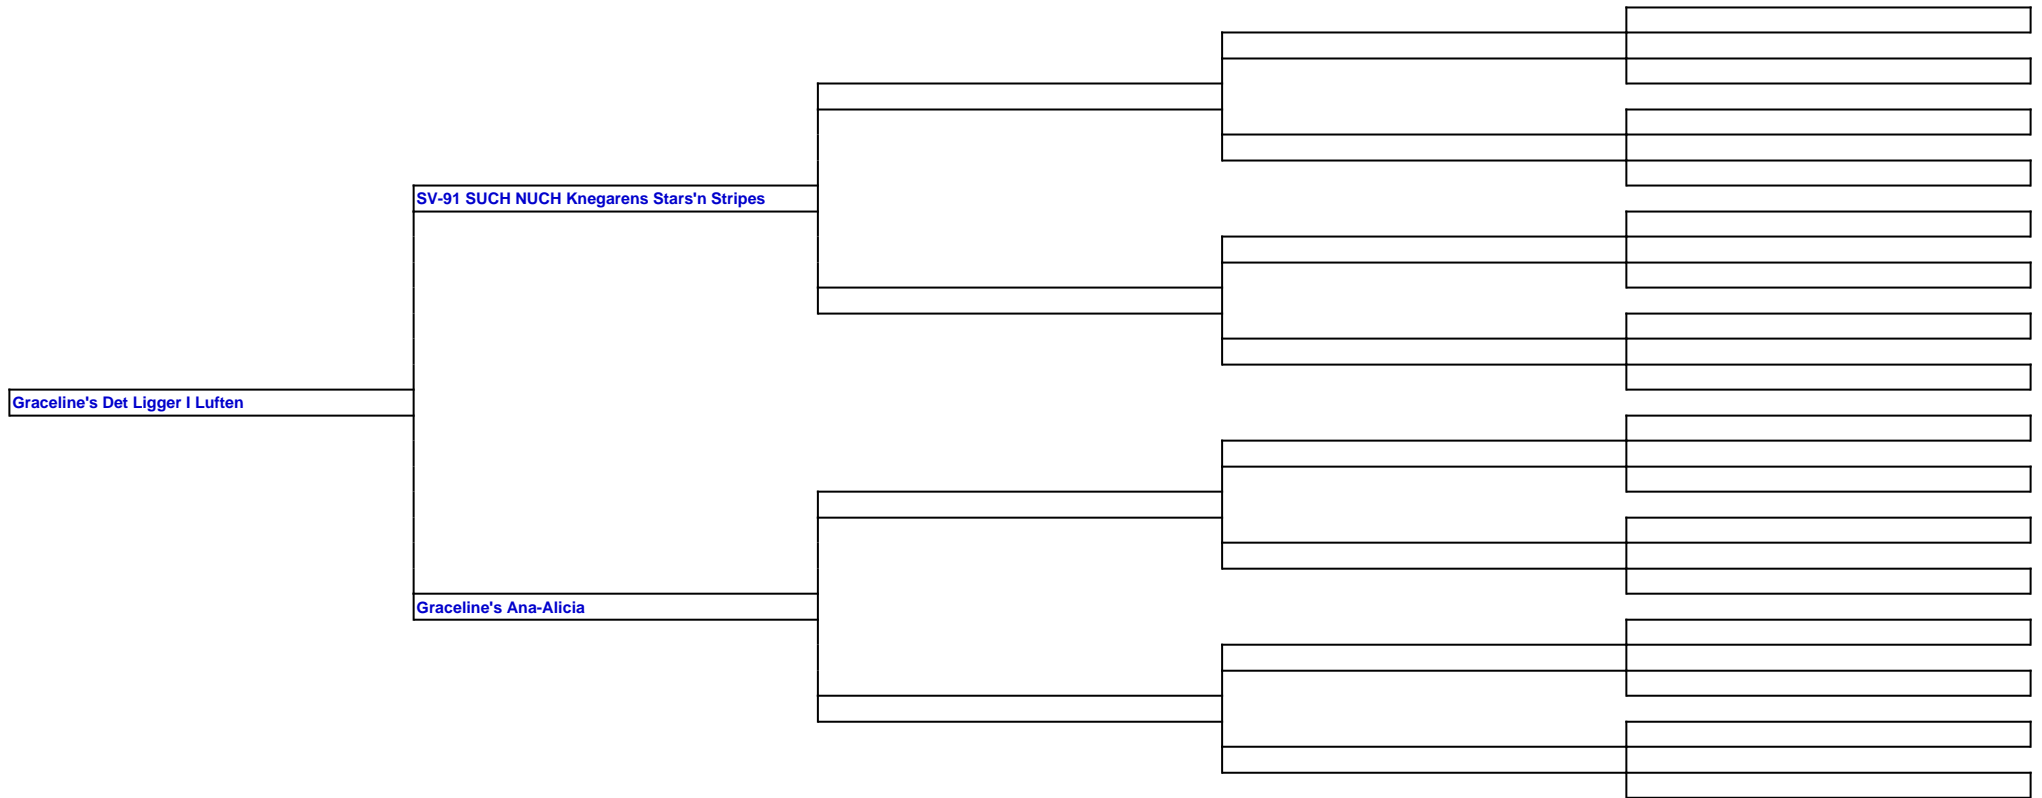 SV-91 SUCH NUCH Knegarens Stars'n Stripes
Graceline's Det Ligger I Luften
Graceline's Ana-Alicia